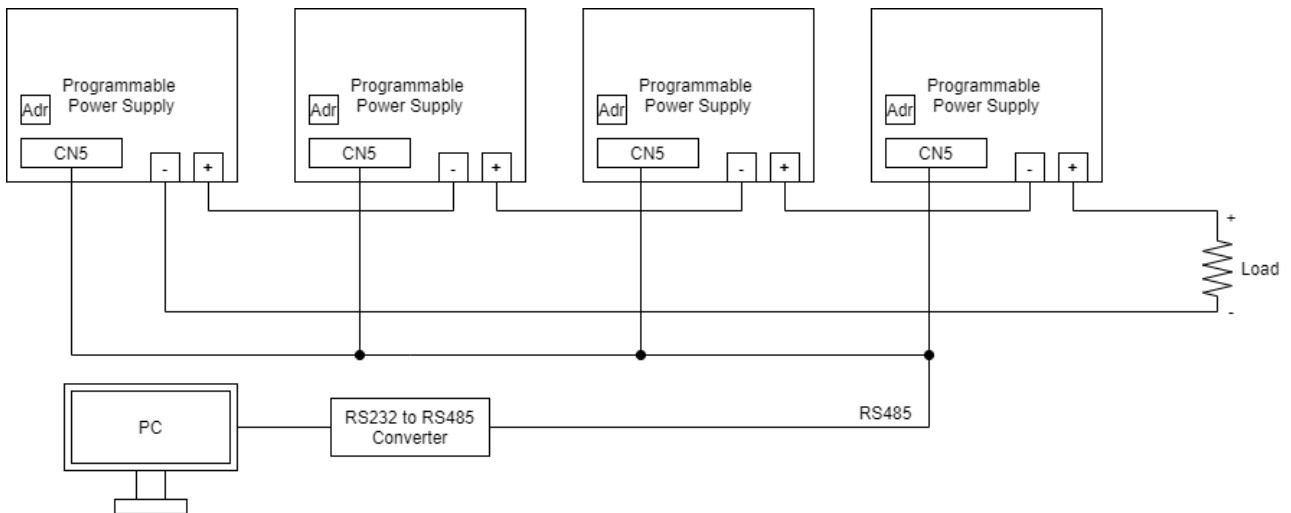 Programmable
Power Supply
Adr
CN5
-
+
Programmable
Power Supply
Adr
CN5
-
+
Programmable
Power Supply
Adr
CN5
-
+
Programmable
Power Supply
Adr
CN5
-
+
+
Load
-
PC
RS232 to RS485
Converter
RS485